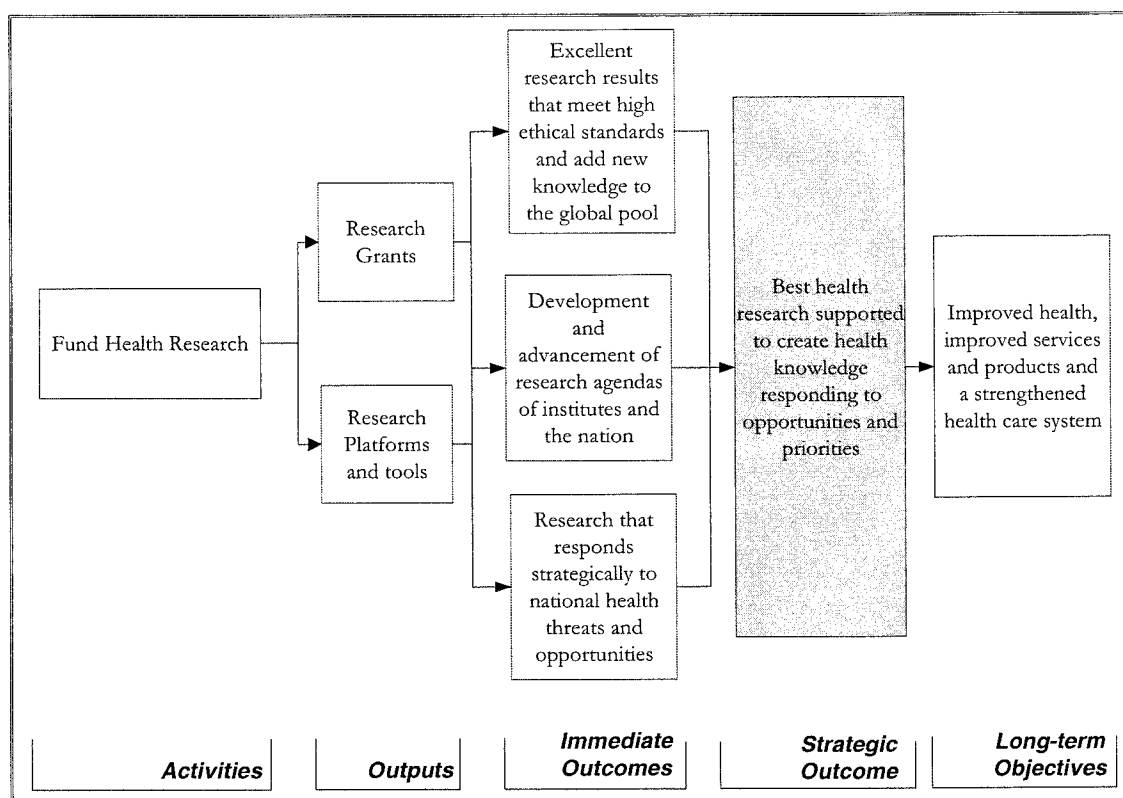 Fund Health Research
Research
Grants
Research
Platforms
and tools
Excellent
research results
that meet high
ethical standards
and add new
knowledge to
the global pool
Development
and
advancement of
research agendas
of institutes and
the nation
Research that
responds
strategically to
national health
threats and
opportunities
Best health
research supported
to create health
knowledge
responding to
opportunities and
priorities
Improved health,
improved services
and products and
a strengthened
health care system
Activities
Outputs
Immediate
Outcomes
Strategic
Outcome
Long-term
Objectives